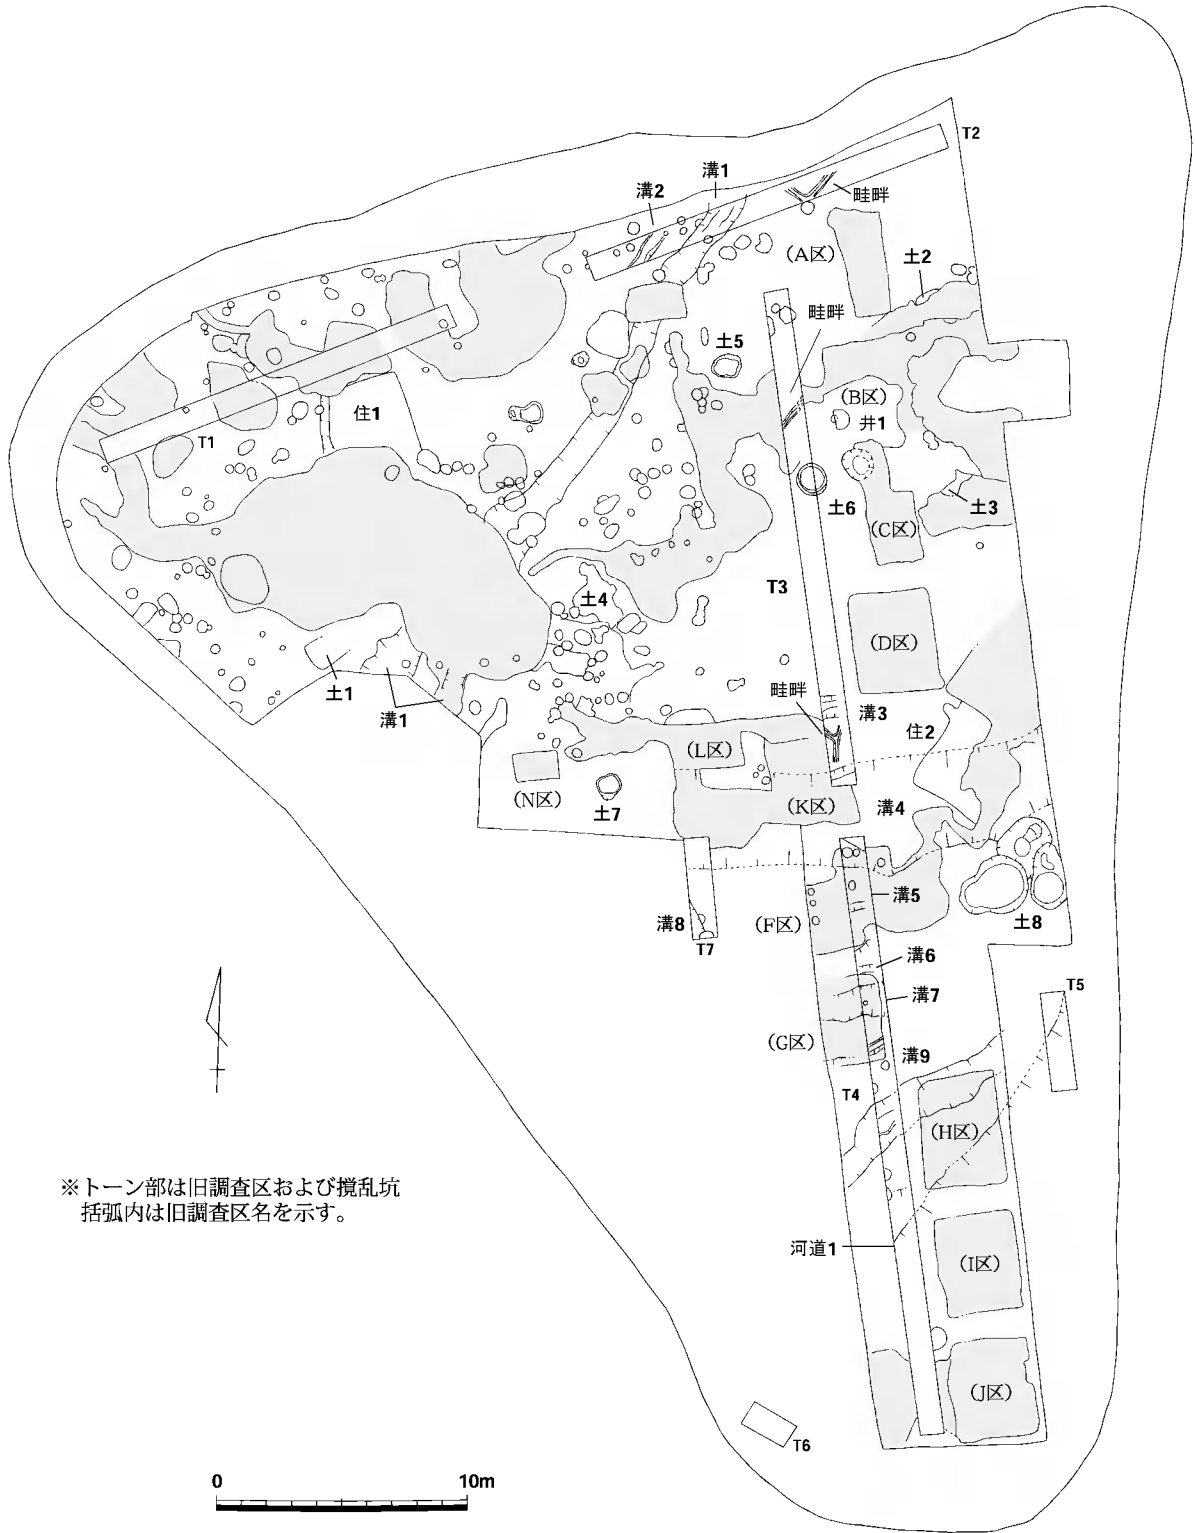 T2
溝1
溝2
畦畔
(A区)
土2
畦畔
土5
(B区)
井1
住1
T1
土6
土3
(C区)
T3
土4
(D区)
土1
溝1
畦畔
溝3
住2
(L区)
(N区)
土7
(K区)
溝4
溝5
溝8
T7
(F区)
土8
溝6
溝7
T5
(G区)
溝9
T4
(H区)
※トーン部は旧調査区および撹乱坑
括弧内は旧調査区名を示す。
河道1
(I区)
(J区)
T6
0 10m